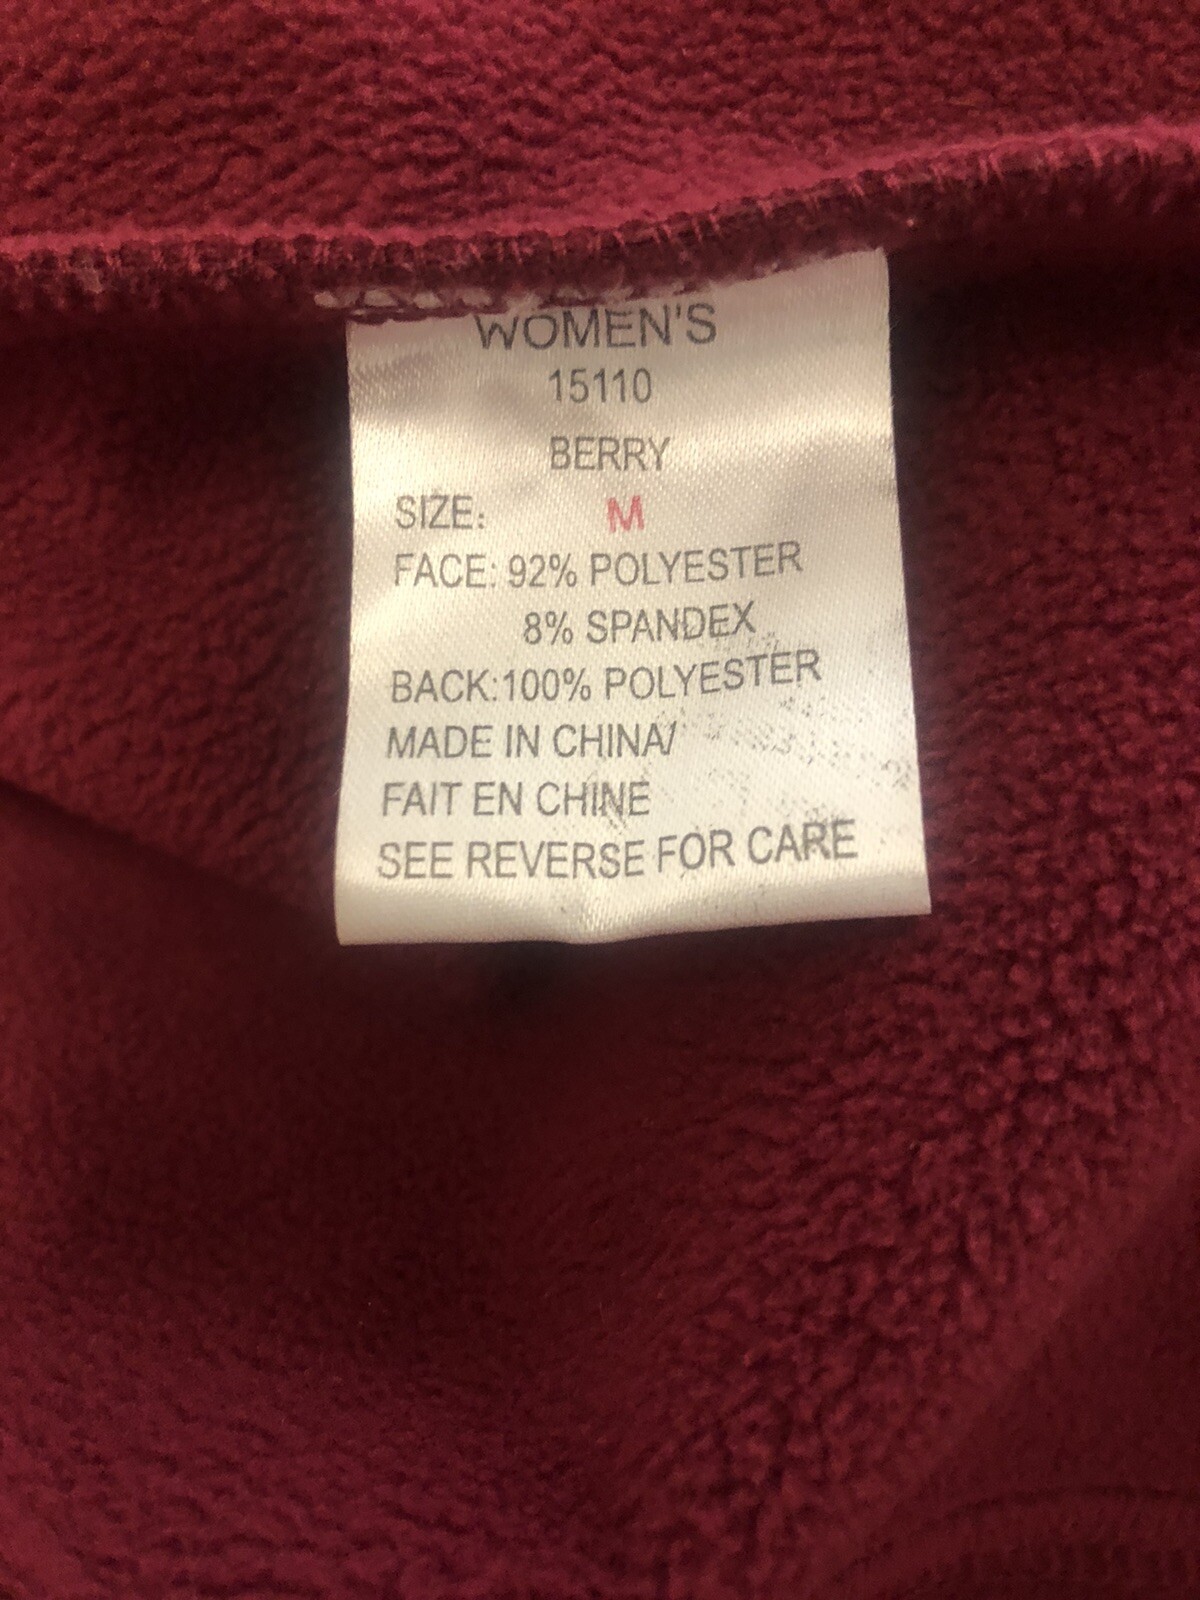 WOMEN'S
15110
BERRY
SIZE: M
FACE: 92% POLYESTER
8% SPANDEX
BACK:100% POLYESTER
MADE IN CHINA/
FAIT EN CHINE
SEE REVERSE FOR CARE